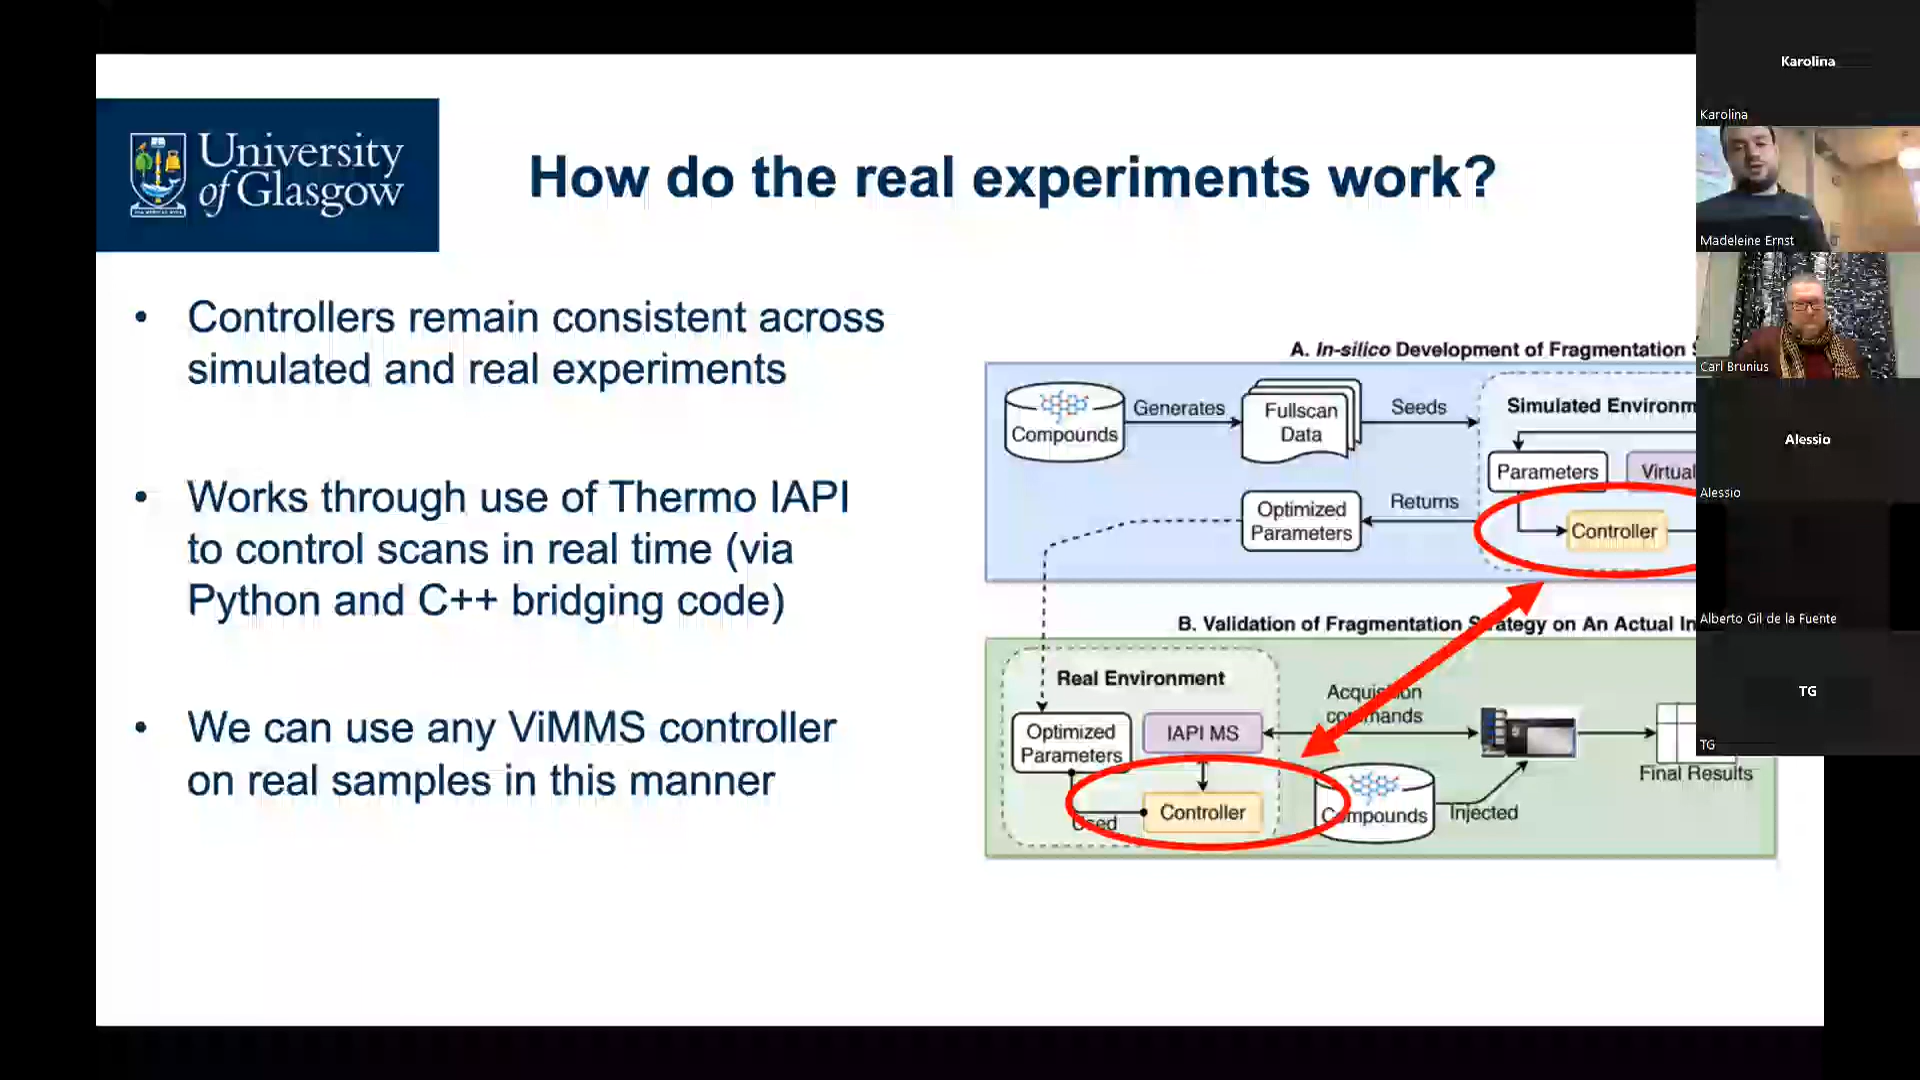 University
of Glasgow
How do the real experiments work?
• Controllers remain consistent across
simulated and real experiments
• Works through use of Thermo IAPI
to control scans in real time (via
Python and C++ bridging code)
• We can use any ViMMS controller
on real samples in this manner
A. In-silico Development of Fragmentation
Compounds
Generates
Fullscan
Data
Seeds
Simulated Environm
Parameters
Virtual
Controller
Returns
Optimized
Parameters
B. Validation of Fragmentation Strategy on An Actual In
Real Environment
Optimized
Parameters
IAPI MS
Used
Controller
Acquisition
commands
Compounds
Injected
Final Results
Karolina
Karolina
Madeleine Ernst
Carl Brunius
Alessio
Alessio
Alberto Gil de la Fuente
TG
TG